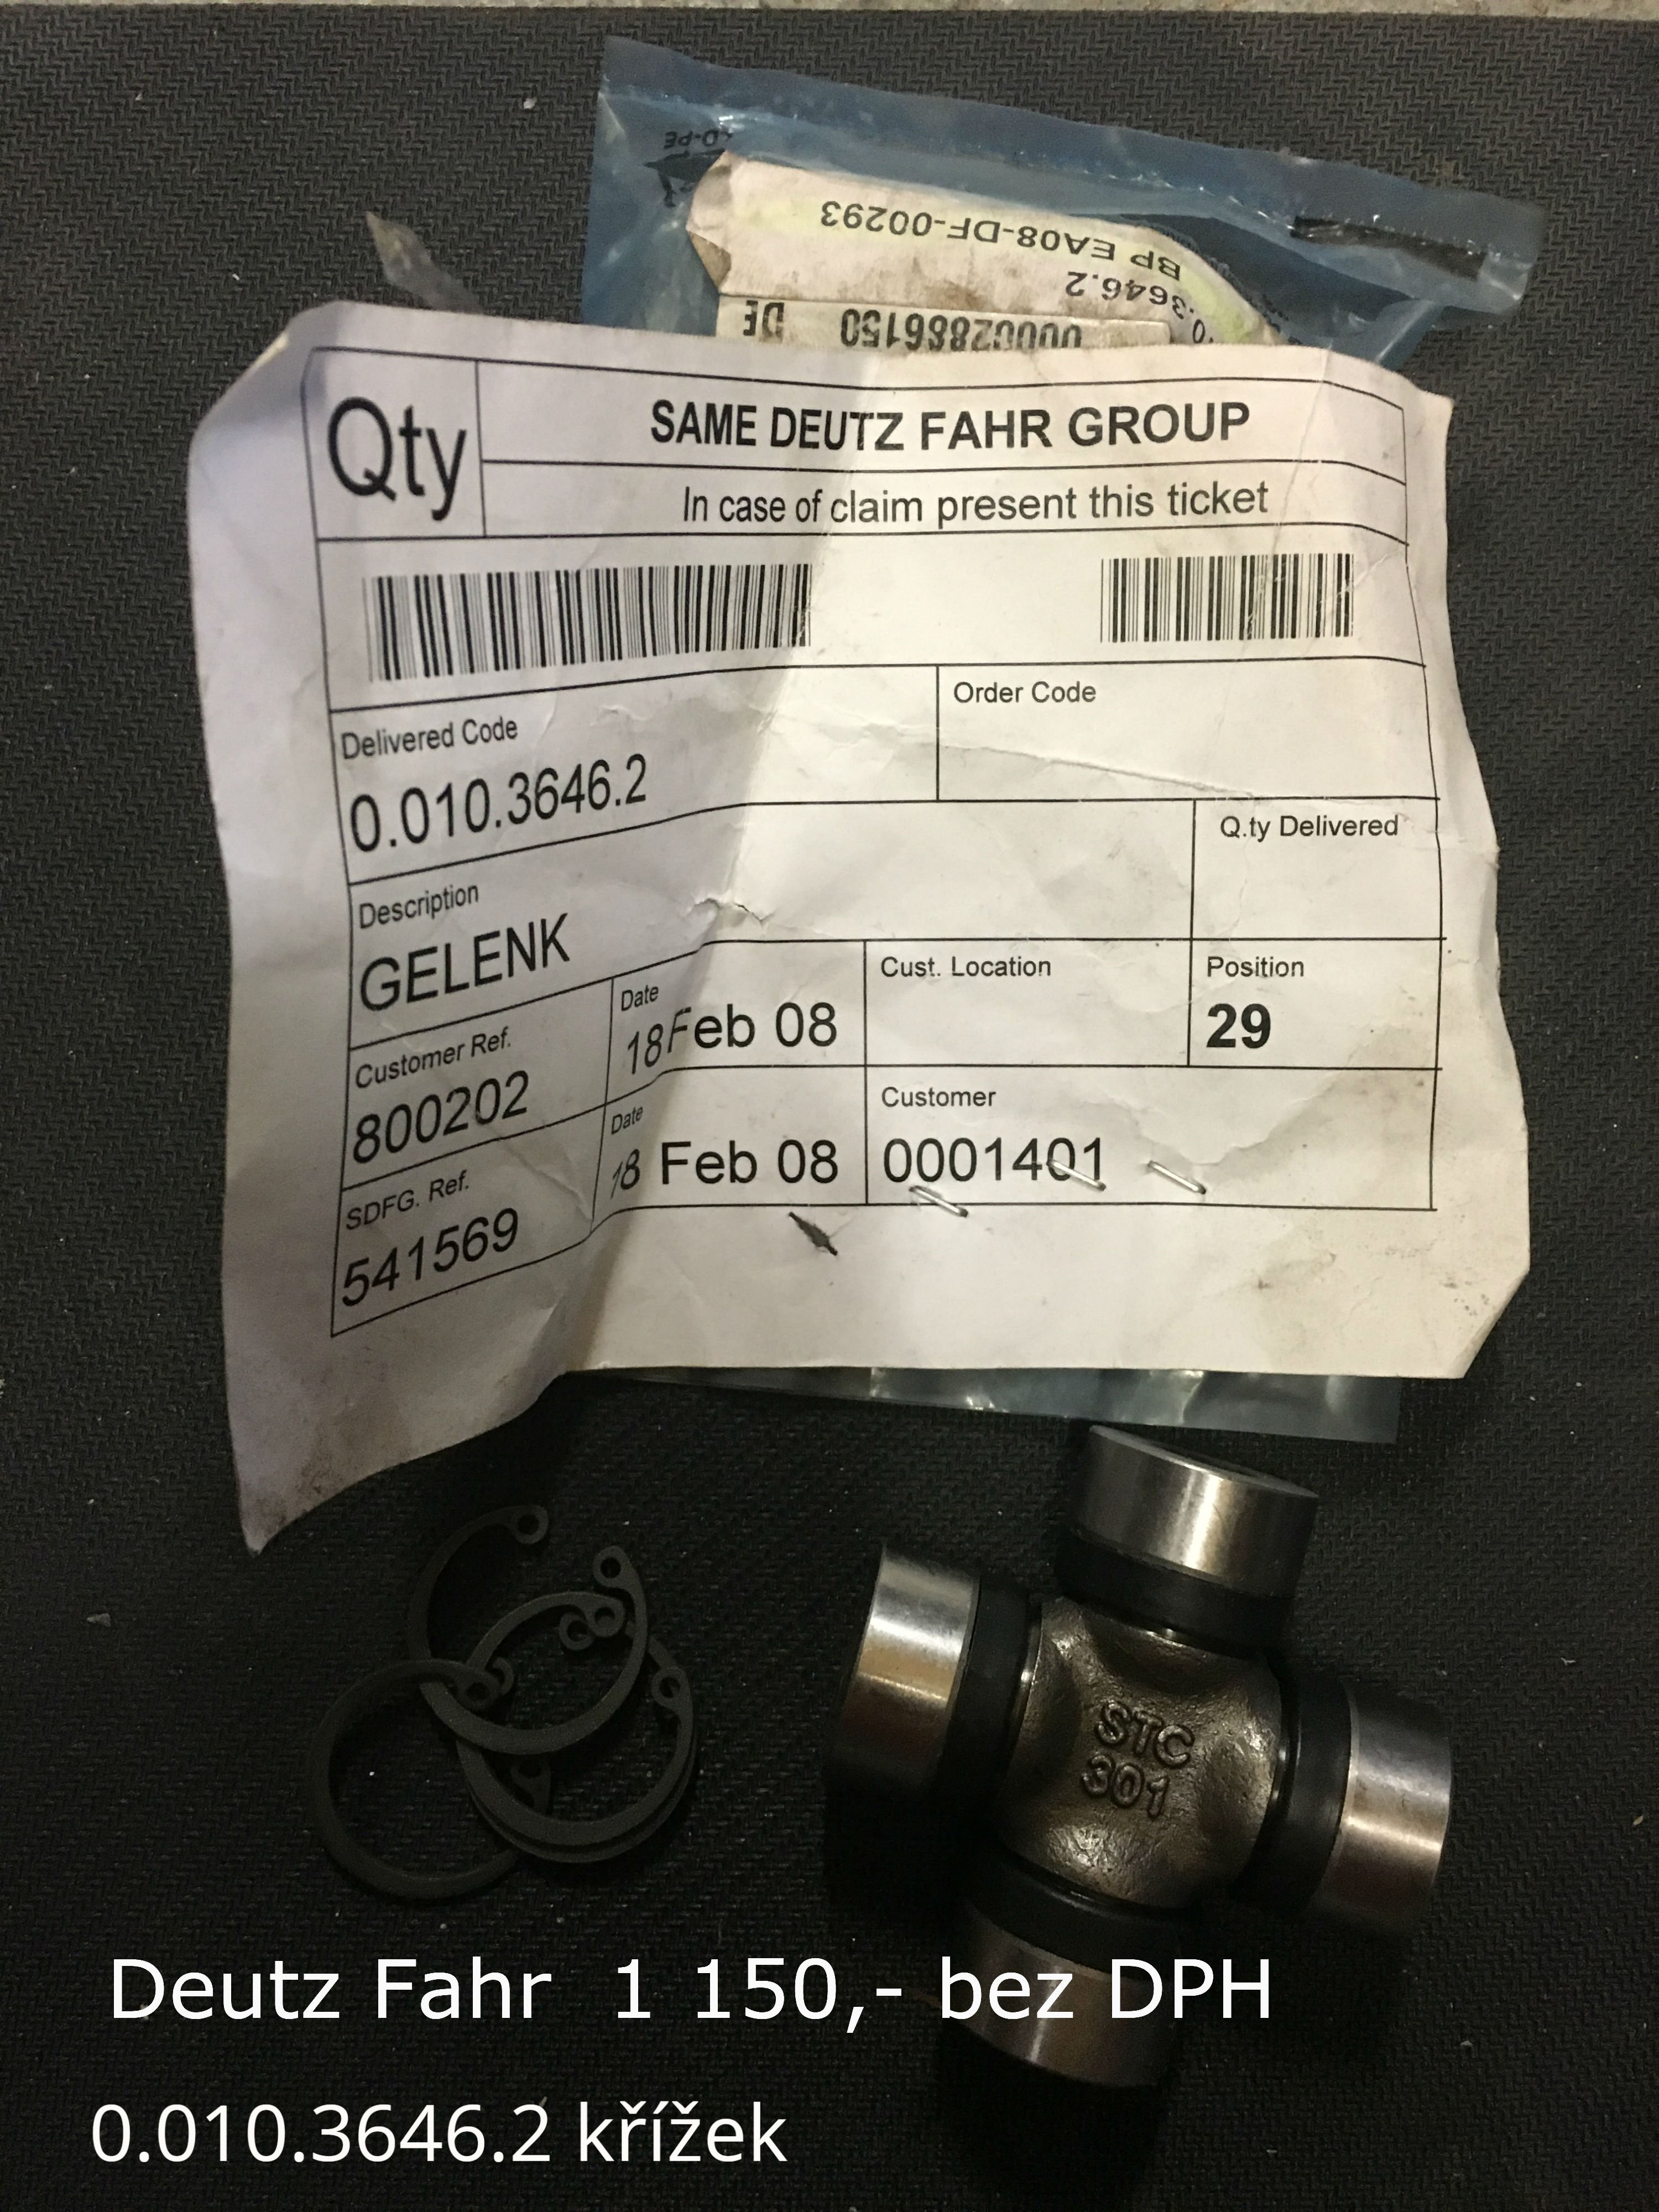 BP EA08-DF-00293
3646.2
0002886150 DE
Qty
SAME DEUTZ FAHR GROUP
In case of claim present this ticket
Delivered Code
0.010.3646.2
Order Code
Q.ty Delivered
Description
GELENK
Customer Ref.
800202
Date
18 Feb 08
Cust. Location
Position
29
SDFG. Ref.
541569
Date
18 Feb 08
Customer
0001401
STC
301
Deutz Fahr 1 150,- bez DPH
0.010.3646.2 křížek